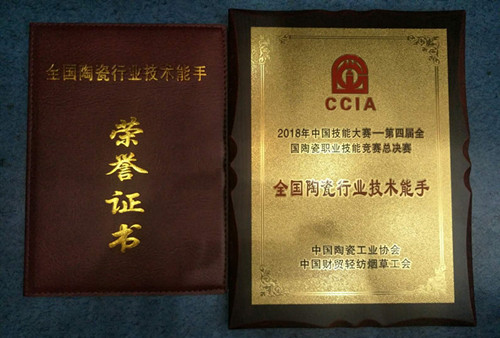 全国陶瓷行业技术能手
荣誉证书
CCIA
2018年中国技能大赛—第四届全
国陶瓷职业技能竞赛总决赛
全国陶瓷行业技术能手
中国陶瓷工业协会
中国财贸轻纺烟草工会